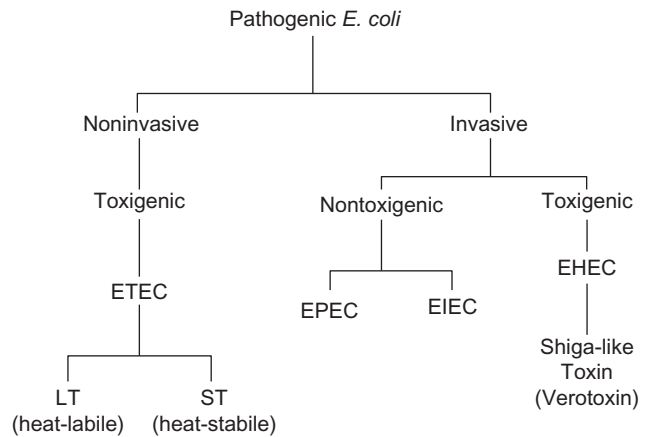 Pathogenic E. coli
Noninvasive
Invasive
Toxigenic
Nontoxigenic
Toxigenic
ETEC
EPEC
EIEC
EHEC
LT
(heat-labile)
ST
(heat-stabile)
Shiga-like
Toxin
(Verotoxin)